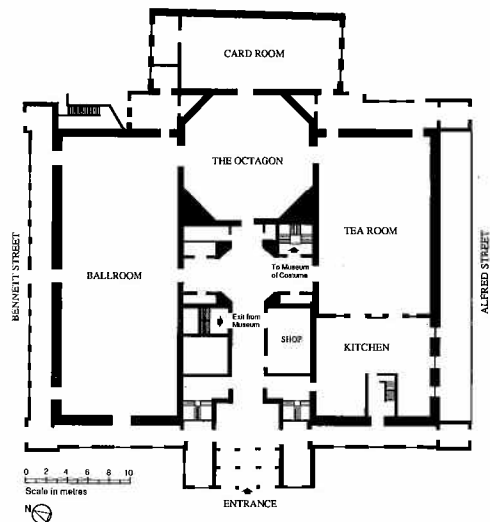 CARD ROOM
THE OCTAGON
TEA ROOM
BALLROOM
BENNETT STREET
ALFRED STREET
To Museum
of Costume
Exit from
Museum
SHOP
KITCHEN
0 2 4 6 8 10
Scale in metres
N
ENTRANCE